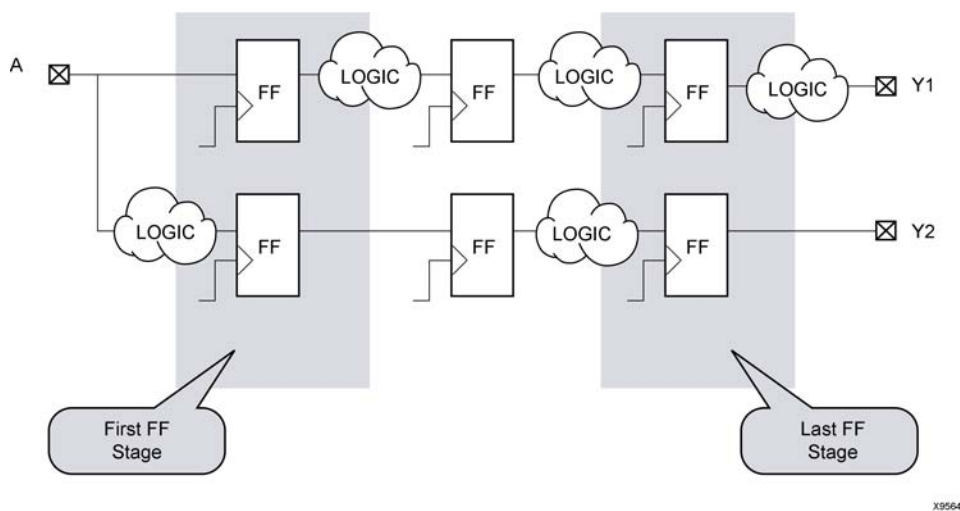 A
FF
LOGIC
FF
LOGIC
FF
LOGIC
Y1
LOGIC
FF
FF
LOGIC
FF
Y2
First FF
Stage
Last FF
Stage
X9564